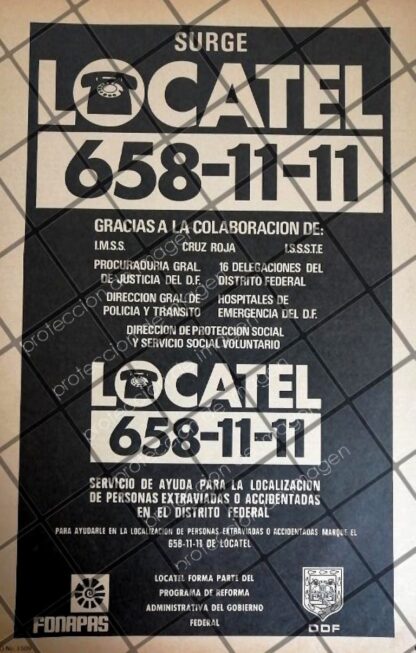 SURGE
LOCATEL
658-11-11
GRACIAS A LA COLABORACION DE:
I.M.S.S. CRUZ ROJA I.S.S.S.T.E
PROCURADURIA GRAL. 16 DELEGACIONES DEL
DE JUSTICIA DEL D.F. DISTRITO FEDERAL
DIRECCION GRAL. DE HOSPITALES DE
POLICIA Y TRANSITO EMERGENCIA DEL D.F.
DIRECCION DE PROTECCION SOCIAL
Y SERVICIO SOCIAL VOLUNTARIO
LOCATEL
658-11-11
SERVICIO DE AYUDA PARA LA LOCALIZACION
DE PERSONAS EXTRAVIADAS O ACCIDENTADAS
EN EL DISTRITO FEDERAL
PARA AYUDARLE EN LA LOCALIZACION DE PERSONAS EXTRAVIADAS O ACCIDENTADAS MARQUE EL
658-11-11 DE LOCATEL
LOCATEL FORMA PARTE DEL
PROGRAMA DE REFORMA
ADMINISTRATIVA DEL GOBIERNO
FEDERAL
FONAPAS
DDF